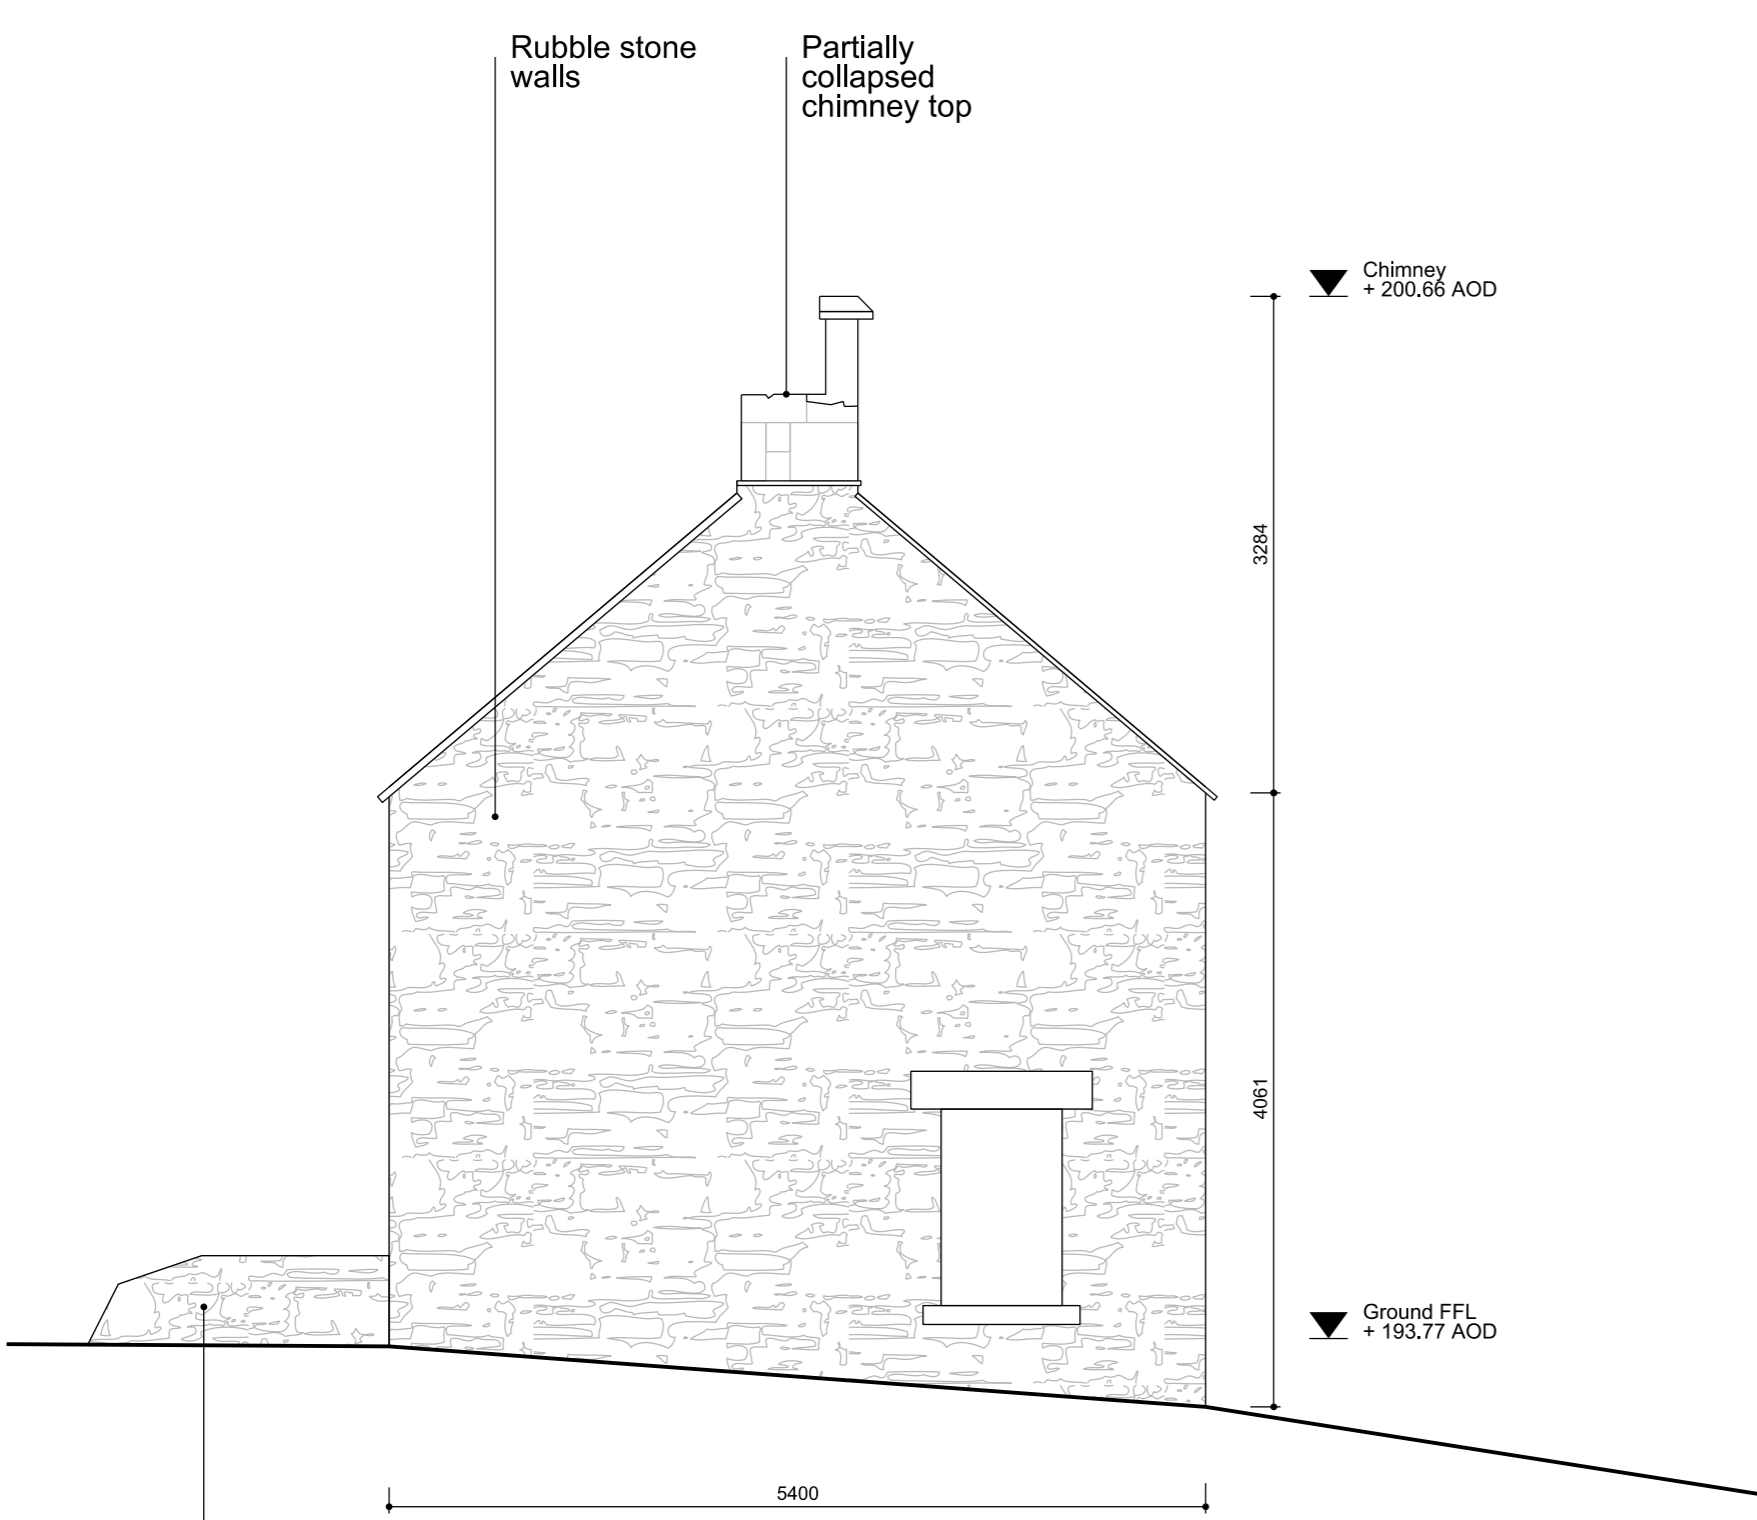 Rubble stone
walls
Partially
collapsed
chimney top
Chimney
+ 200.66 AOD
3284
4061
Ground FFL
+ 193.77 AOD
5400